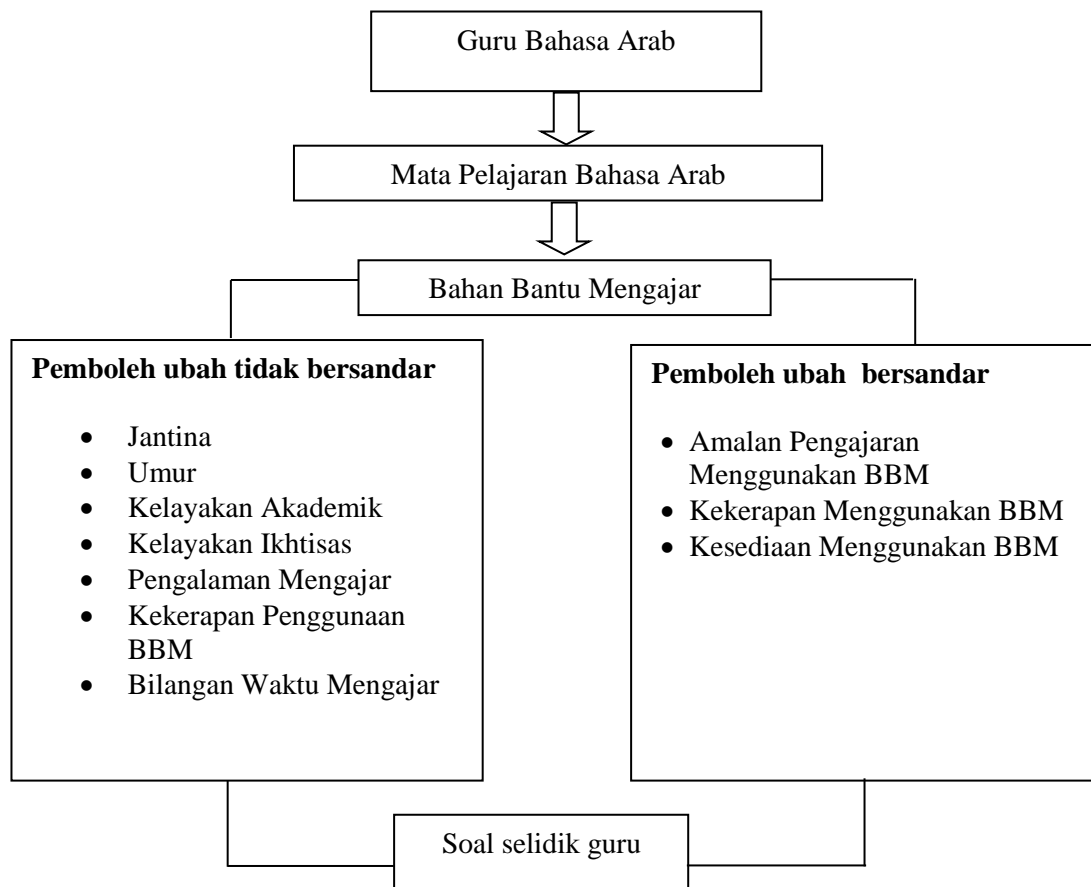 Guru Bahasa Arab
Mata Pelajaran Bahasa Arab
Bahan Bantu Mengajar
Pemboleh ubah tidak bersandar
• Jantina
• Umur
• Kelayakan Akademik
• Kelayakan Ikhtisas
• Pengalaman Mengajar
• Kekerapan Penggunaan
BBM
• Bilangan Waktu Mengajar
Pemboleh ubah  bersandar
• Amalan Pengajaran
Menggunakan BBM
• Kekerapan Menggunakan BBM
• Kesediaan Menggunakan BBM
Soal selidik guru